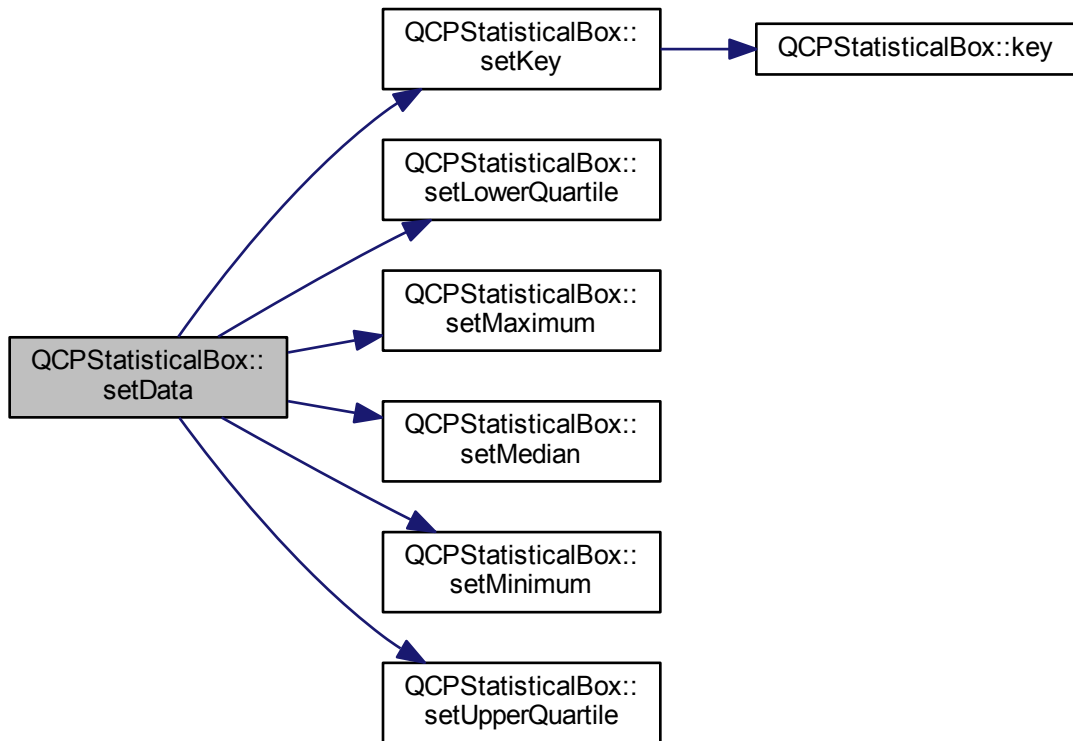 QCPStatisticalBox::
setData
QCPStatisticalBox::
setKey
QCPStatisticalBox::key
QCPStatisticalBox::
setLowerQuartile
QCPStatisticalBox::
setMaximum
QCPStatisticalBox::
setMedian
QCPStatisticalBox::
setMinimum
QCPStatisticalBox::
setUpperQuartile